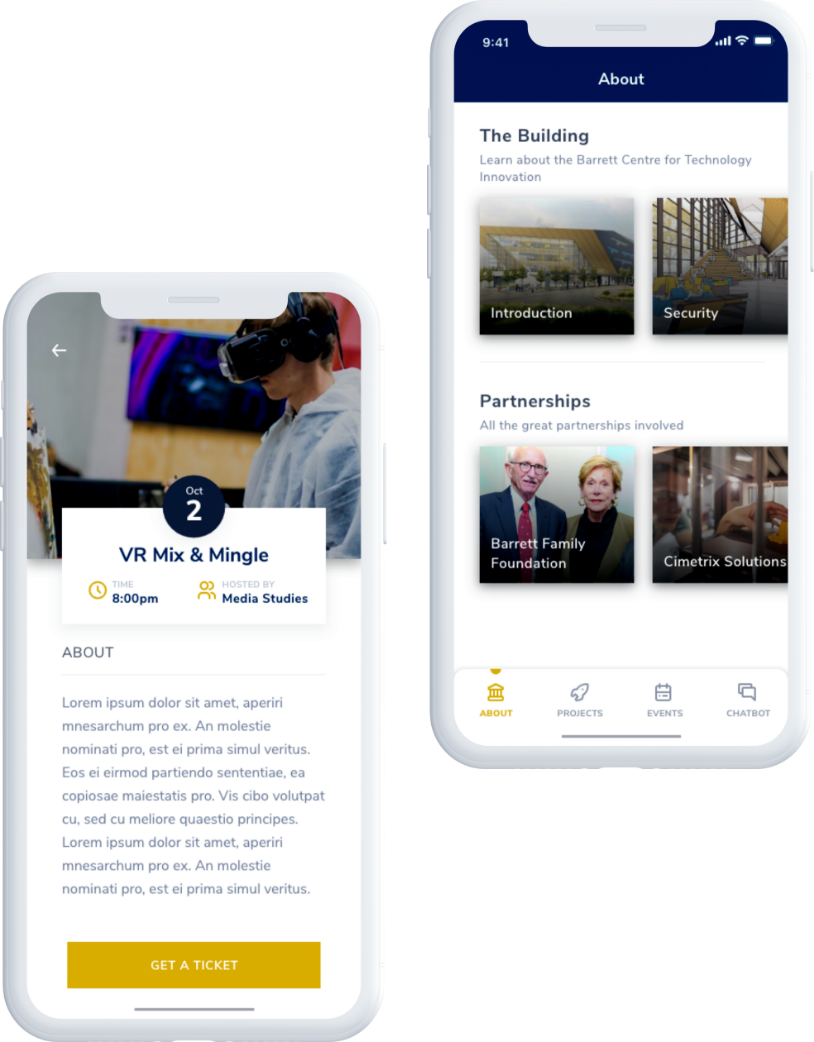 9:41
About
The Building
Learn about the Barrett Centre for Technology
Innovation
Introduction
Security
Partnerships
All the great partnerships involved
Barrett Family
Foundation
Cimetrix Solutions
ABOUT
PROJECTS
EVENTS
CHATBOT
Oct
2
VR Mix & Mingle
TIME
8:00pm
HOSTED BY
Media Studies
ABOUT
Lorem ipsum dolor sit amet, aperiri
mnesarchum pro ex. An molestie
nominati pro, est ei prima simul veritus.
Eos ei eirmod partiendo sententiae, ea
copiosae maiestatis pro. Vis cibo volutpat
cu, sed cu meliore quaestio principes.
Lorem ipsum dolor sit amet, aperiri
mnesarchum pro ex. An molestie
nominati pro, est ei prima simul veritus.
GET A TICKET